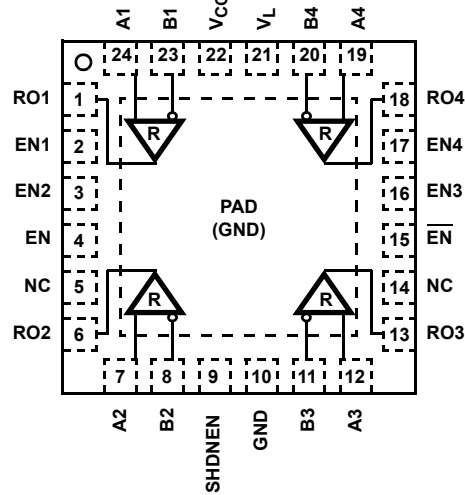 A1
B1
VCC
VL
B4
A4
24
23
22
21
20
19
RO1
1
R
R
18
RO4
EN1
2
17
EN4
EN2
3
PAD
(GND)
16
EN3
EN
4
15
E̅N̅
NC
5
14
NC
RO2
6
R
R
13
RO3
7
8
9
10
11
12
A2
B2
SHDNEN
GND
B3
A3